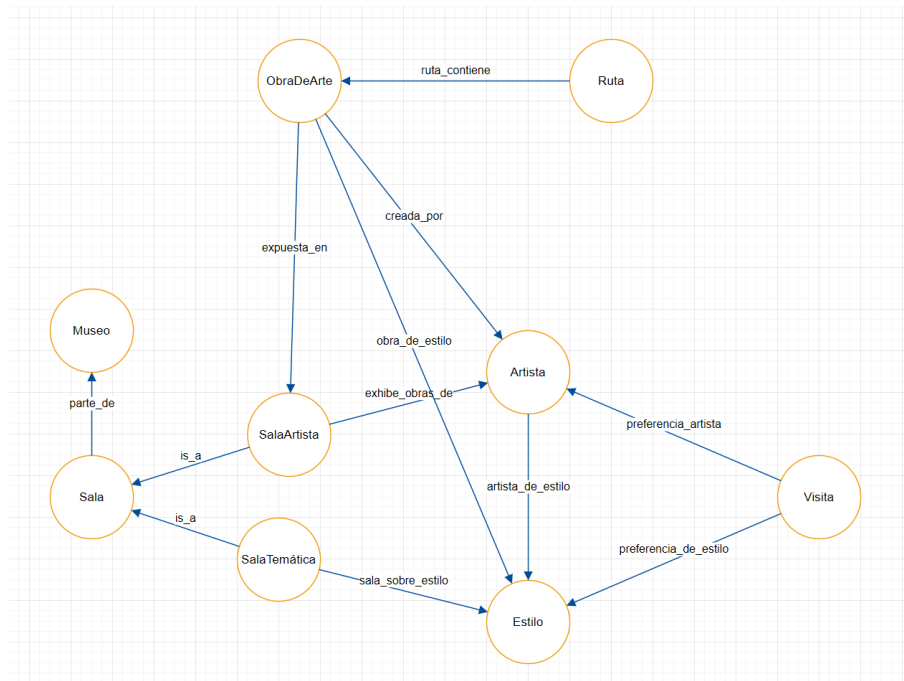 ruta_contiene
ObraDeArte
Ruta
creada_por
expuesta_en
Museo
obra_de_estilo
Artista
exhibe_obras_de
parte_de
preferencia_artista
SalaArtista
is_a
artista_de_estilo
Sala
Visita
is_a
preferencia_de_estilo
SalaTemática
sala_sobre_estilo
Estilo